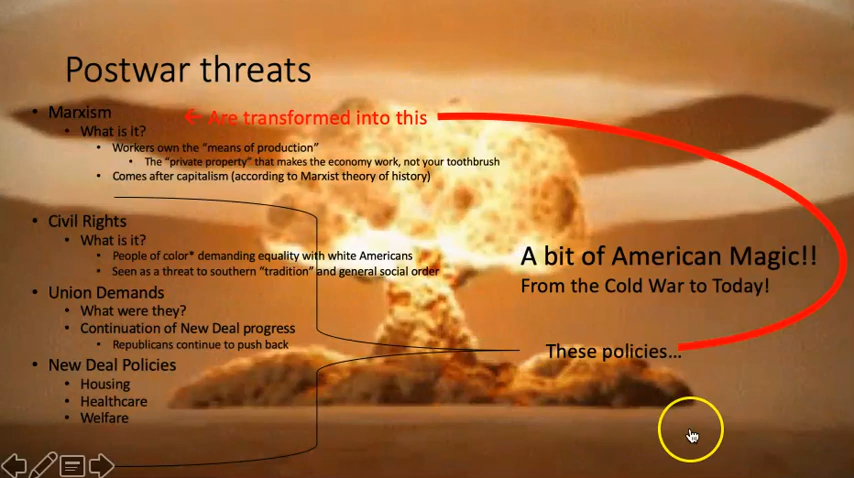 Postwar threats
• Marxism
← Are transformed into this
• What is it?
• Workers own the “means of production”
• The “private property” that makes the economy work, not your toothbrush
• Comes after capitalism (according to Marxist theory of history)
• Civil Rights
• What is it?
• People of color* demanding equality with white Americans
• Seen as a threat to southern “tradition” and general social order
• Union Demands
• What were they?
• Continuation of New Deal progress
• Republicans continue to push back
• New Deal Policies
• Housing
• Healthcare
• Welfare
A bit of American Magic!!
From the Cold War to Today!
These policies…